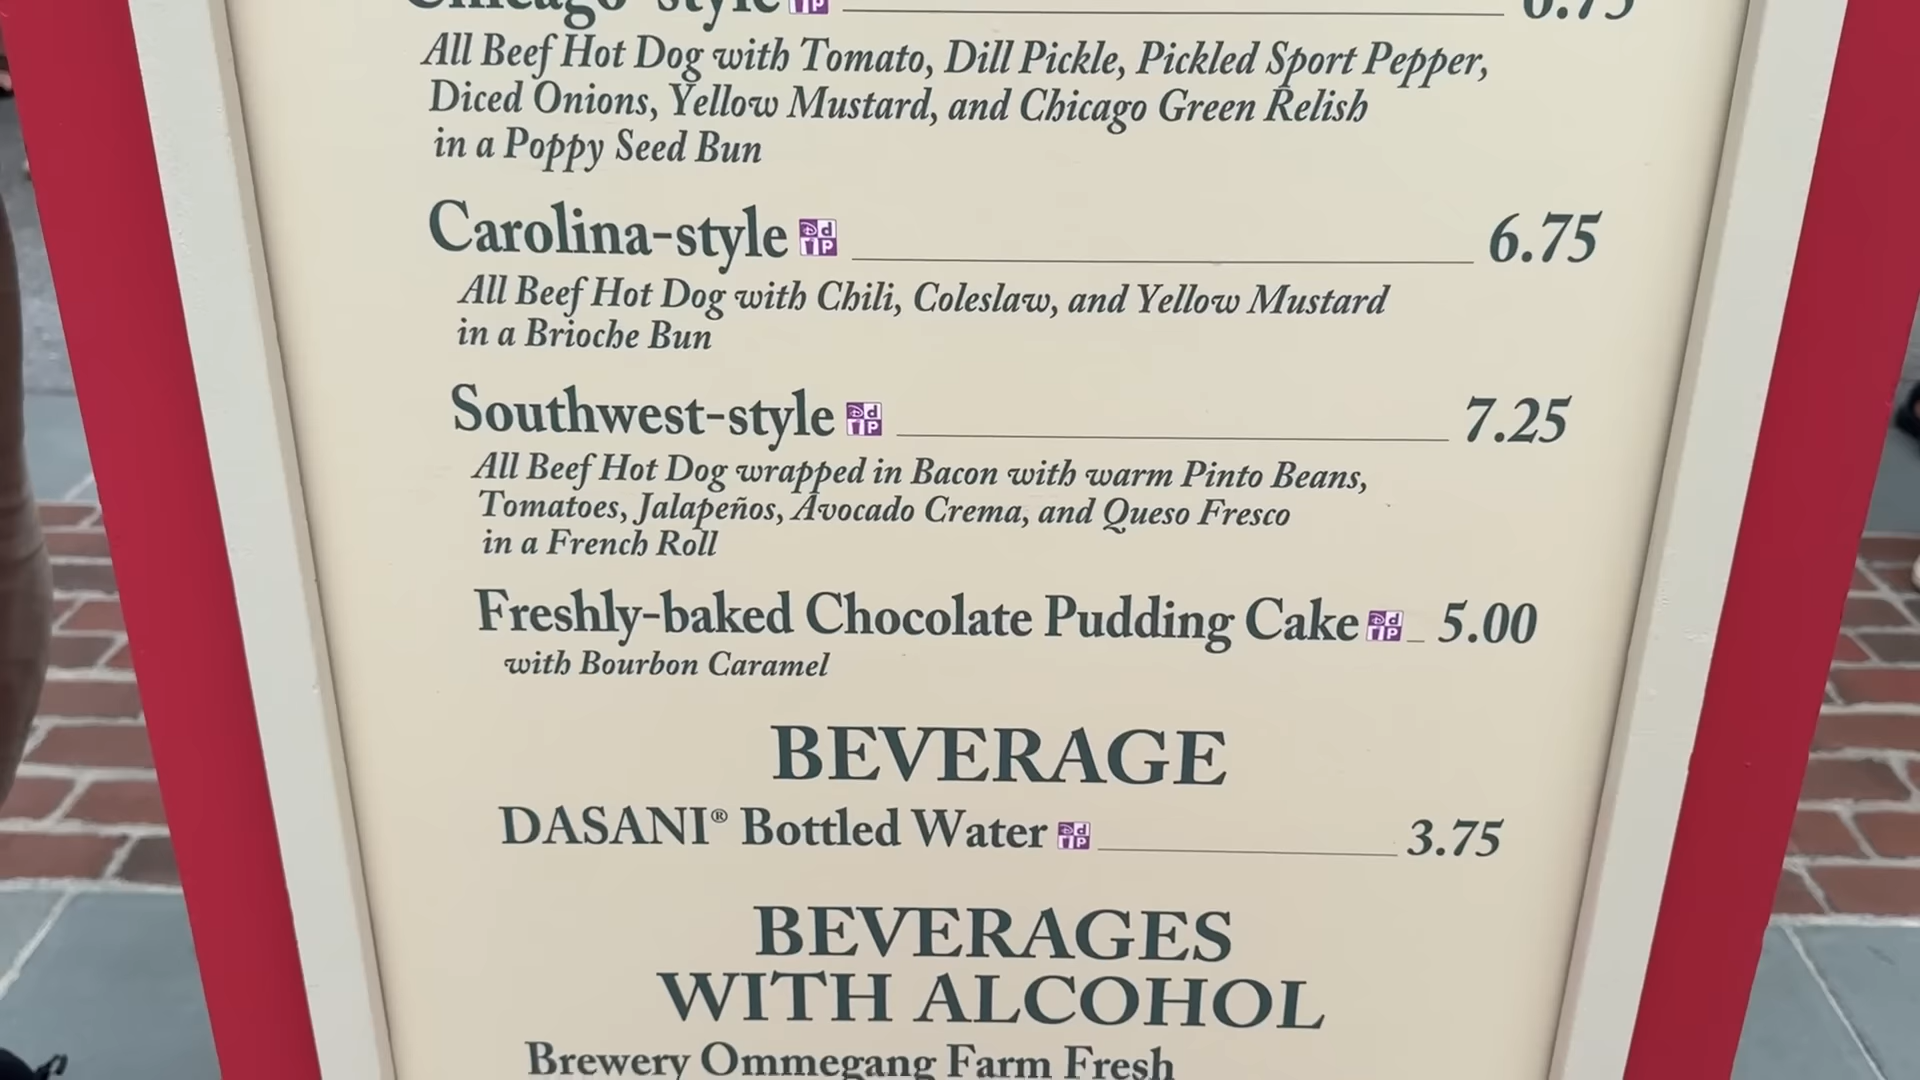 Chicago-style 6.75
All Beef Hot Dog with Tomato, Dill Pickle, Pickled Sport Pepper,
Diced Onions, Yellow Mustard, and Chicago Green Relish
in a Poppy Seed Bun
Carolina-style 6.75
All Beef Hot Dog with Chili, Coleslaw, and Yellow Mustard
in a Brioche Bun
Southwest-style 7.25
All Beef Hot Dog wrapped in Bacon with warm Pinto Beans,
Tomatoes, Jalapeños, Avocado Crema, and Queso Fresco
in a French Roll
Freshly-baked Chocolate Pudding Cake 5.00
with Bourbon Caramel
BEVERAGE
DASANI® Bottled Water 3.75
BEVERAGES
WITH ALCOHOL
Brewery Ommegang Farm Fresh